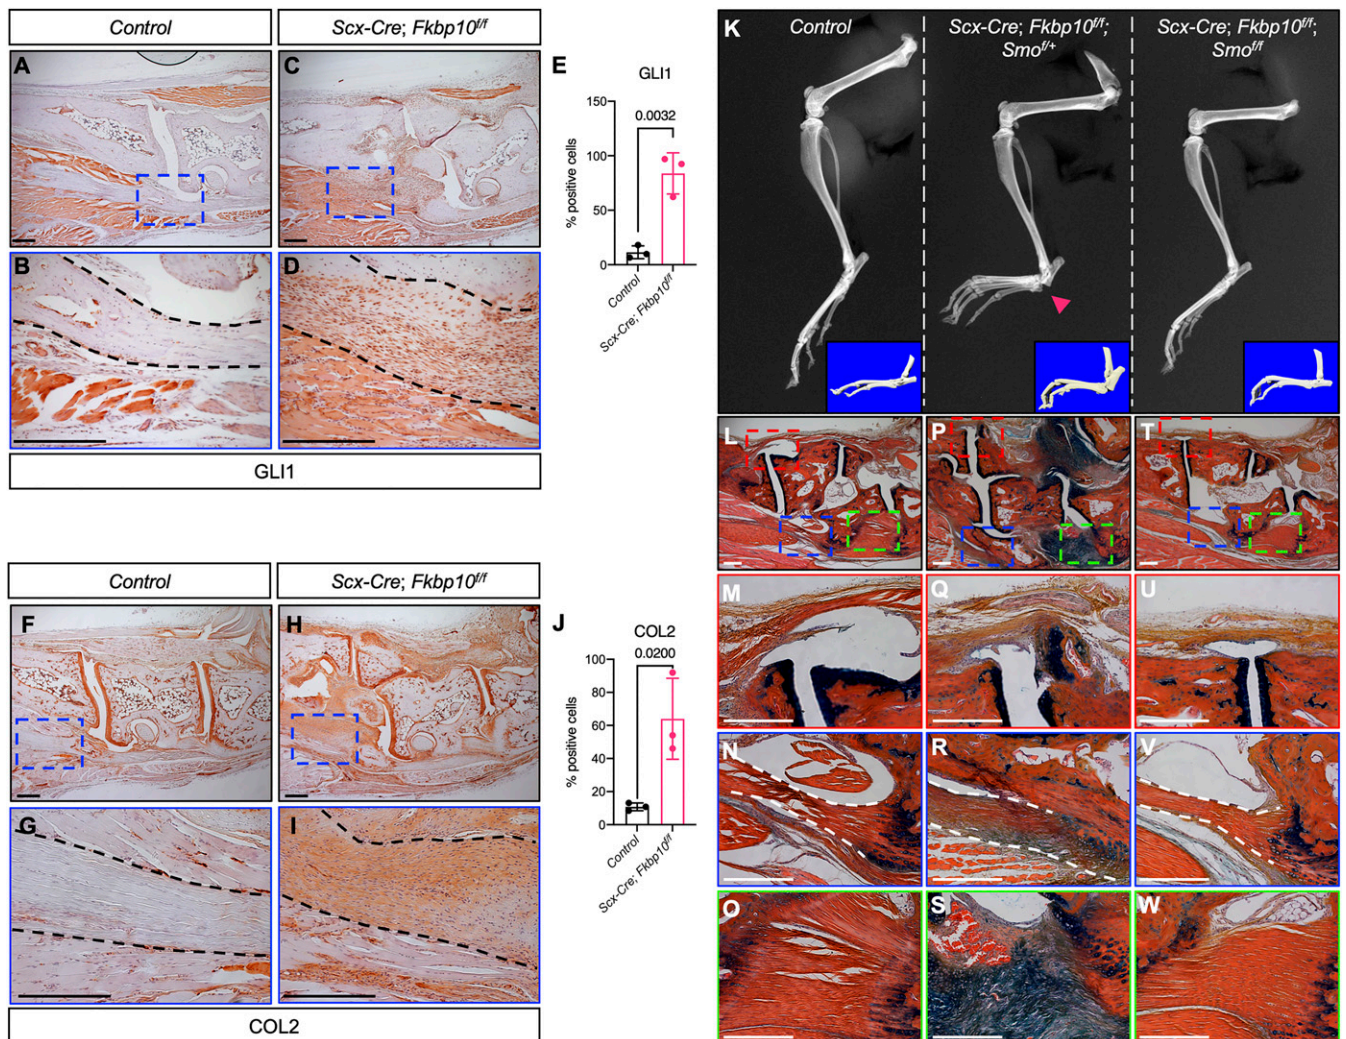 Control
Scx-Cre; Fkbp10f/f
A
C
B
D
GLI1
E
GLI1
150
100
50
0
% positive cells
0.0032
Control
Scx-Cre; Fkbp10f/f
Control
Scx-Cre; Fkbp10f/f
F
H
G
I
COL2
J
COL2
100
80
60
40
20
0
% positive cells
0.0200
Control
Scx-Cre; Fkbp10f/f
K
Control
Scx-Cre; Fkbp10f/f;
Smof/+
Scx-Cre; Fkbp10f/f;
Smof/f
L
P
T
M
Q
U
N
R
V
O
S
W